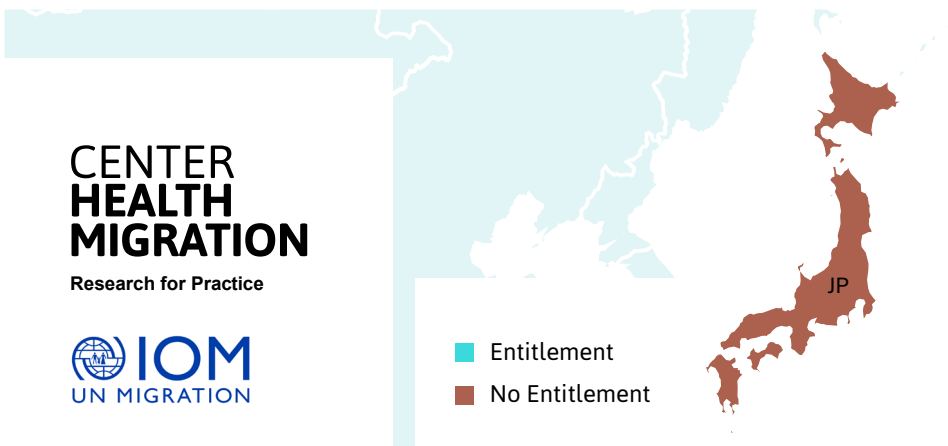 CENTER
HEALTH
MIGRATION
Research for Practice
IOM
UN MIGRATION
JP
Entitlement
No Entitlement